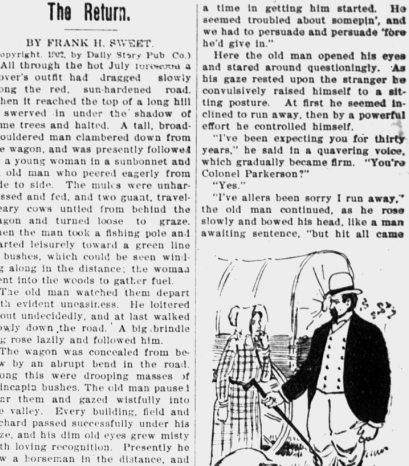 The Return.
BY FRANK H. SWEET.
opyright, 1902, by Daily Story Pub. Co.)
All through the hot July
over's outfit had dragged slowly
ong the red, sun-hardened road.
hen it reached the top of a long hill
swerved in under the shadow of
me trees and halted. A tall, broad-
ouldered man clambered down from
e wagon, and was presently followed
a young woman in a sunbonnet and
old man who peered eagerly from
de to side. The mules were unhar-
ssed and fed, and two guant, travel-
eary cows untied from behind the
agon and turned loose to graze.
hen the man took a fishing pole and
arted leisurely toward a green line
bushes, which could be seen wind-
g along in the distance; the woman
ent into the woods to gather fuel.
The old man watched them depart
th evident uneasiness. He loitered
out undecidedly, and at last walked
owly down the road. A big brindle
g rose lazily and followed him.
The wagon was concealed from be-
w by an abrupt bend in the road.
ong this were drooping masses of
incapin bushes. The old man paused
ar them and gazed wistfully into
e valley. Every building, field and
chard passed successfully under his
ze, and his dim old eyes grew misty
th loving recognition. Presently he
w a horseman in the distance, and
a time in getting him started. He
seemed troubled about somepin', and
we had to persuade and persuade 'fore
he'd give in."
Here the old man opened his eyes
and stared around questioningly. As
his gaze rested upon the stranger he
convulsively raised himself to a sit-
ting posture. At first he seemed in-
clined to run away, then by a powerful
effort he controlled himself.
"I've been expecting you for thirty
years," he said in a quavering voice,
which gradually became firm. "You're
Colonel Parkerson?"
"Yes."
"I've allers been sorry I run away,"
the old man continued, as he rose
slowly and bowed his head, like a man
awaiting sentence, "but hit all came